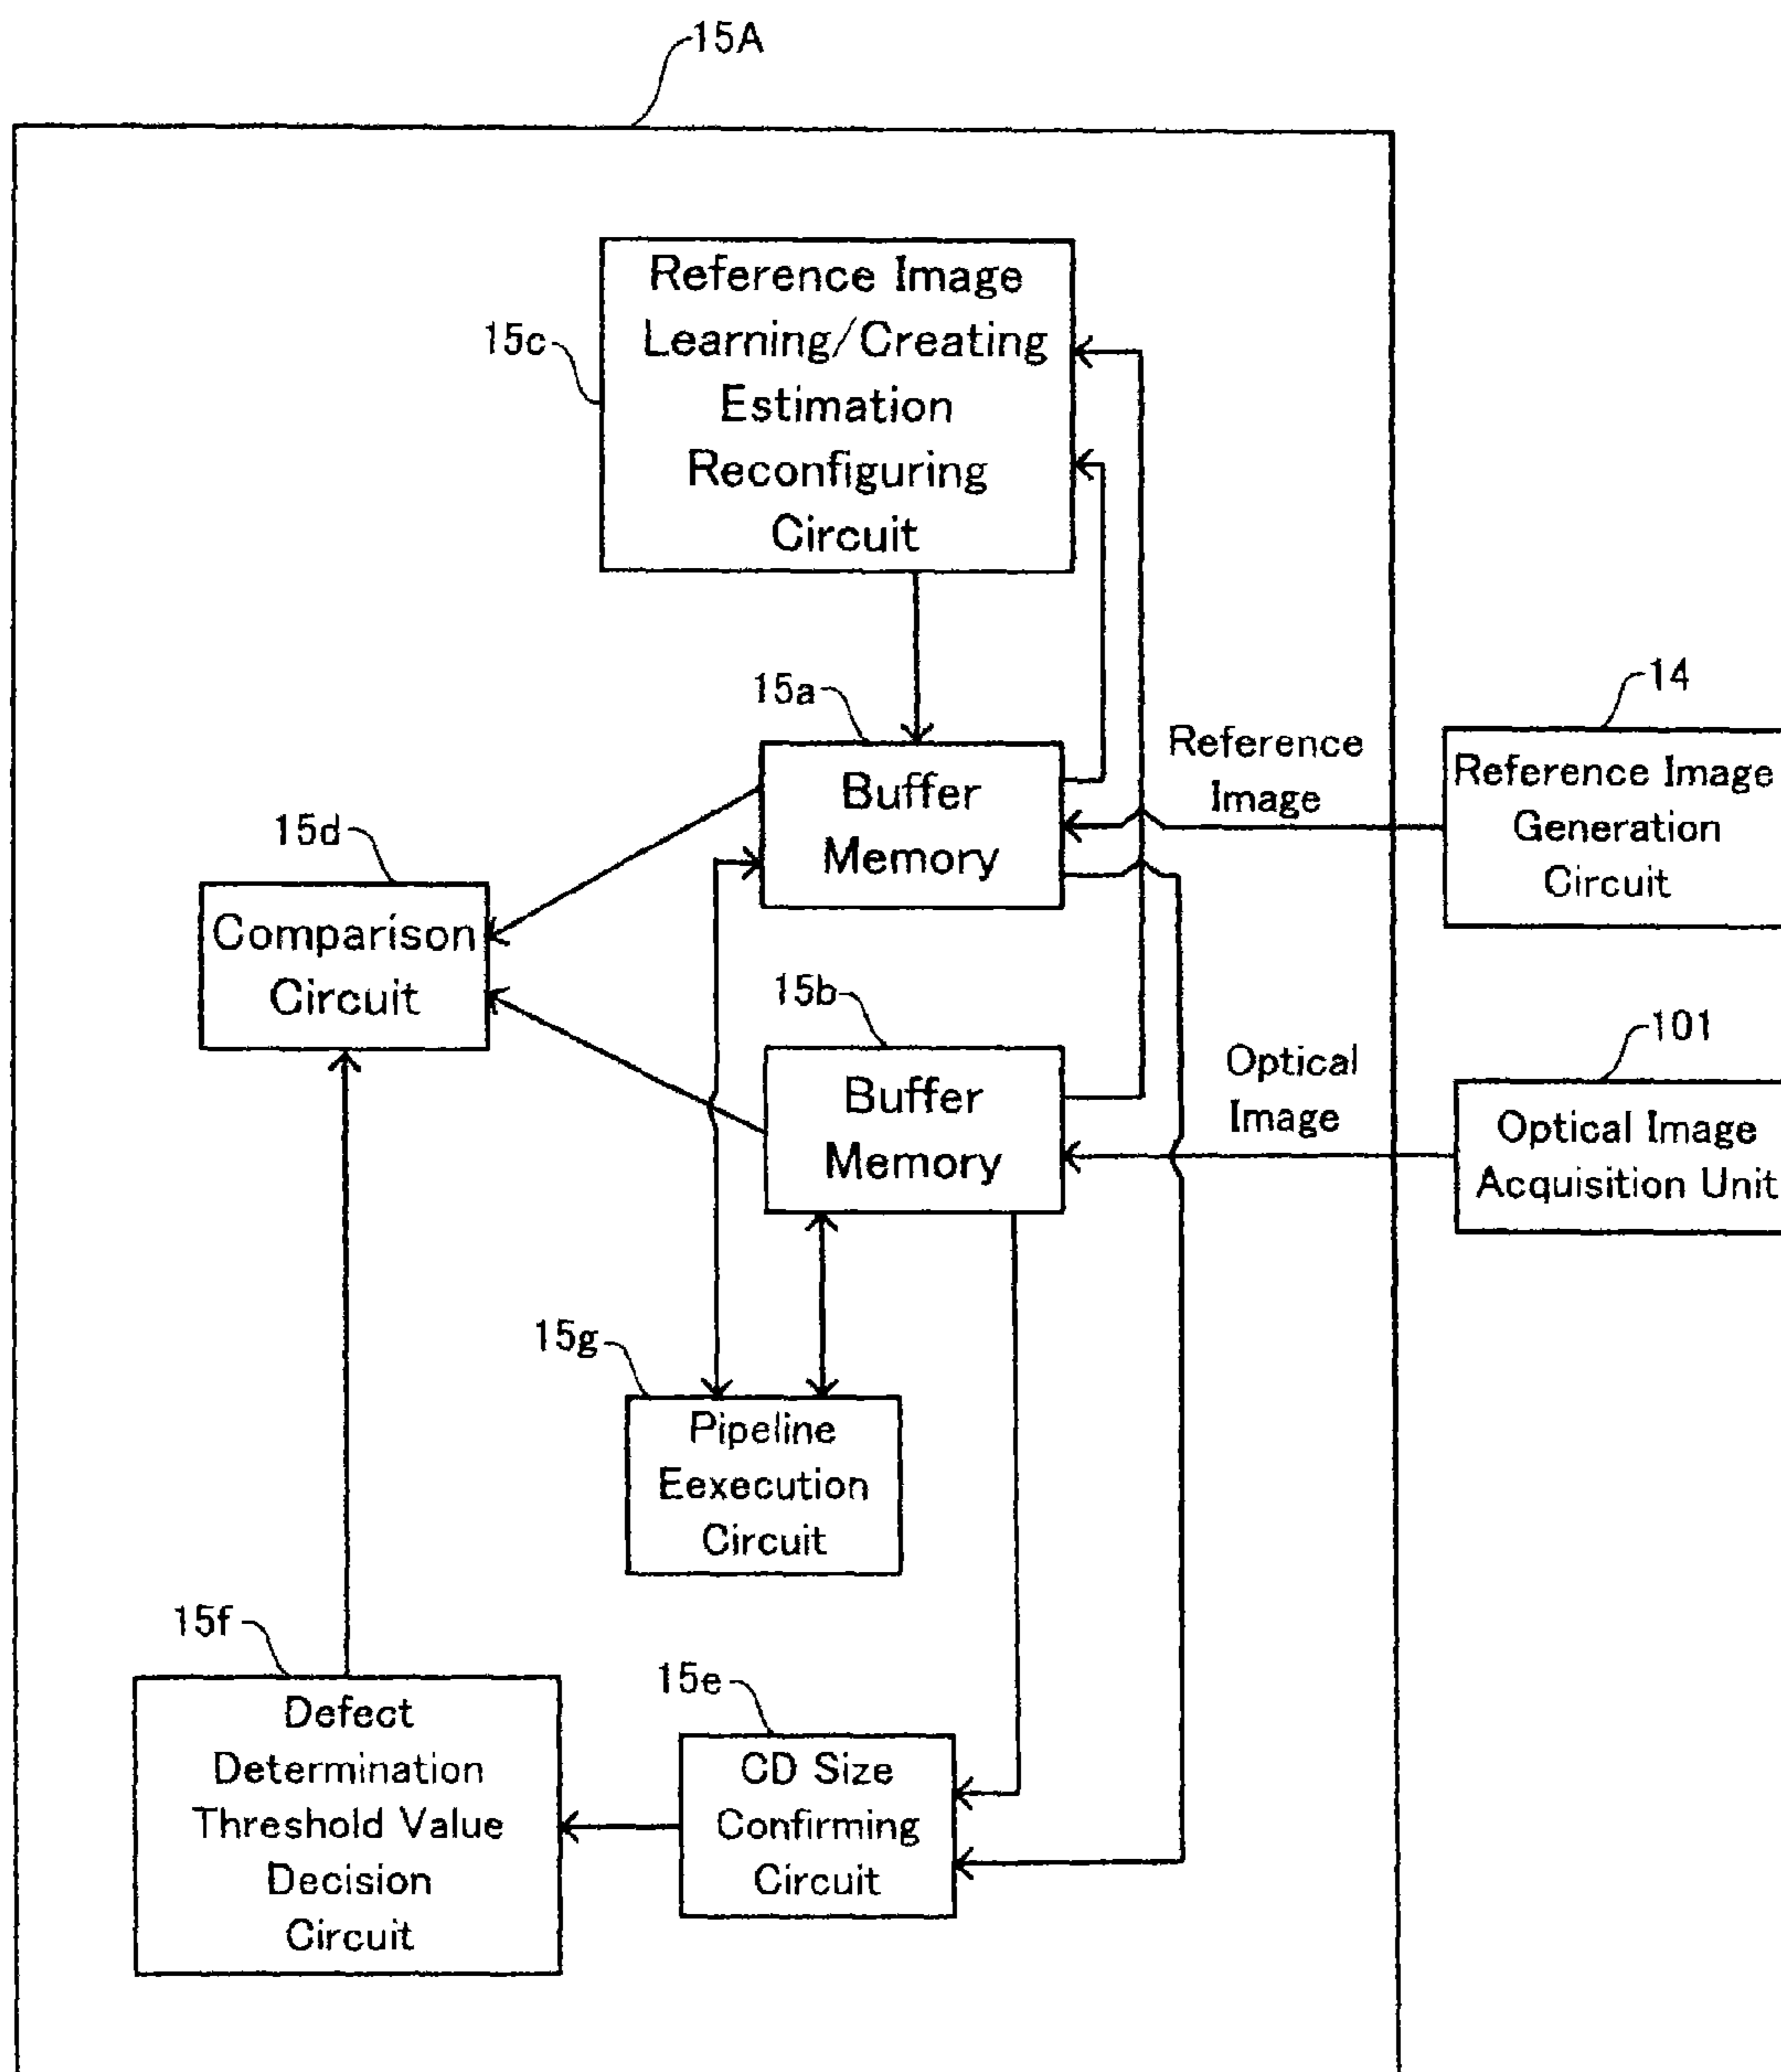 15A
Reference Image
Learning/Creating
Estimation
Reconfiguring
Circuit
15c
15a
Buffer
Memory
Reference
Image
14
Reference Image
Generation
Circuit
15d
Comparison
Circuit
15b
Buffer
Memory
Optical
Image
101
Optical Image
Acquisition Unit
15g
Pipeline
Eexecution
Circuit
15f
Defect
Determination
Threshold Value
Decision
Circuit
15e
CD Size
Confirming
Circuit